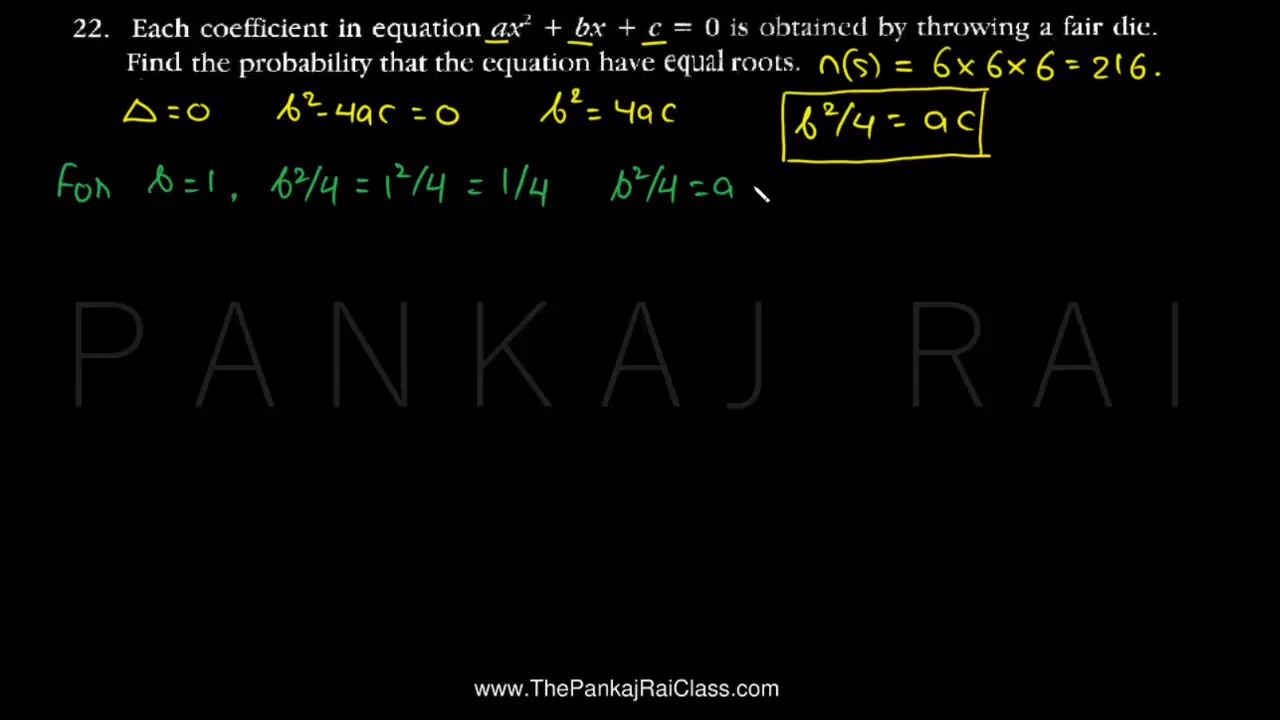 22. Each coefficient in equation ax² + bx + c = 0 is obtained by throwing a fair die.
Find the probability that the equation have equal roots. n(s) = 6 × 6 × 6 = 216.
Δ = 0 b² - 4ac = 0 b² = 4ac b²/4 = ac
For b = 1, b²/4 = 1²/4 = 1/4 b²/4 = a
PANKAJ RAI
www.ThePankajRaiClass.com